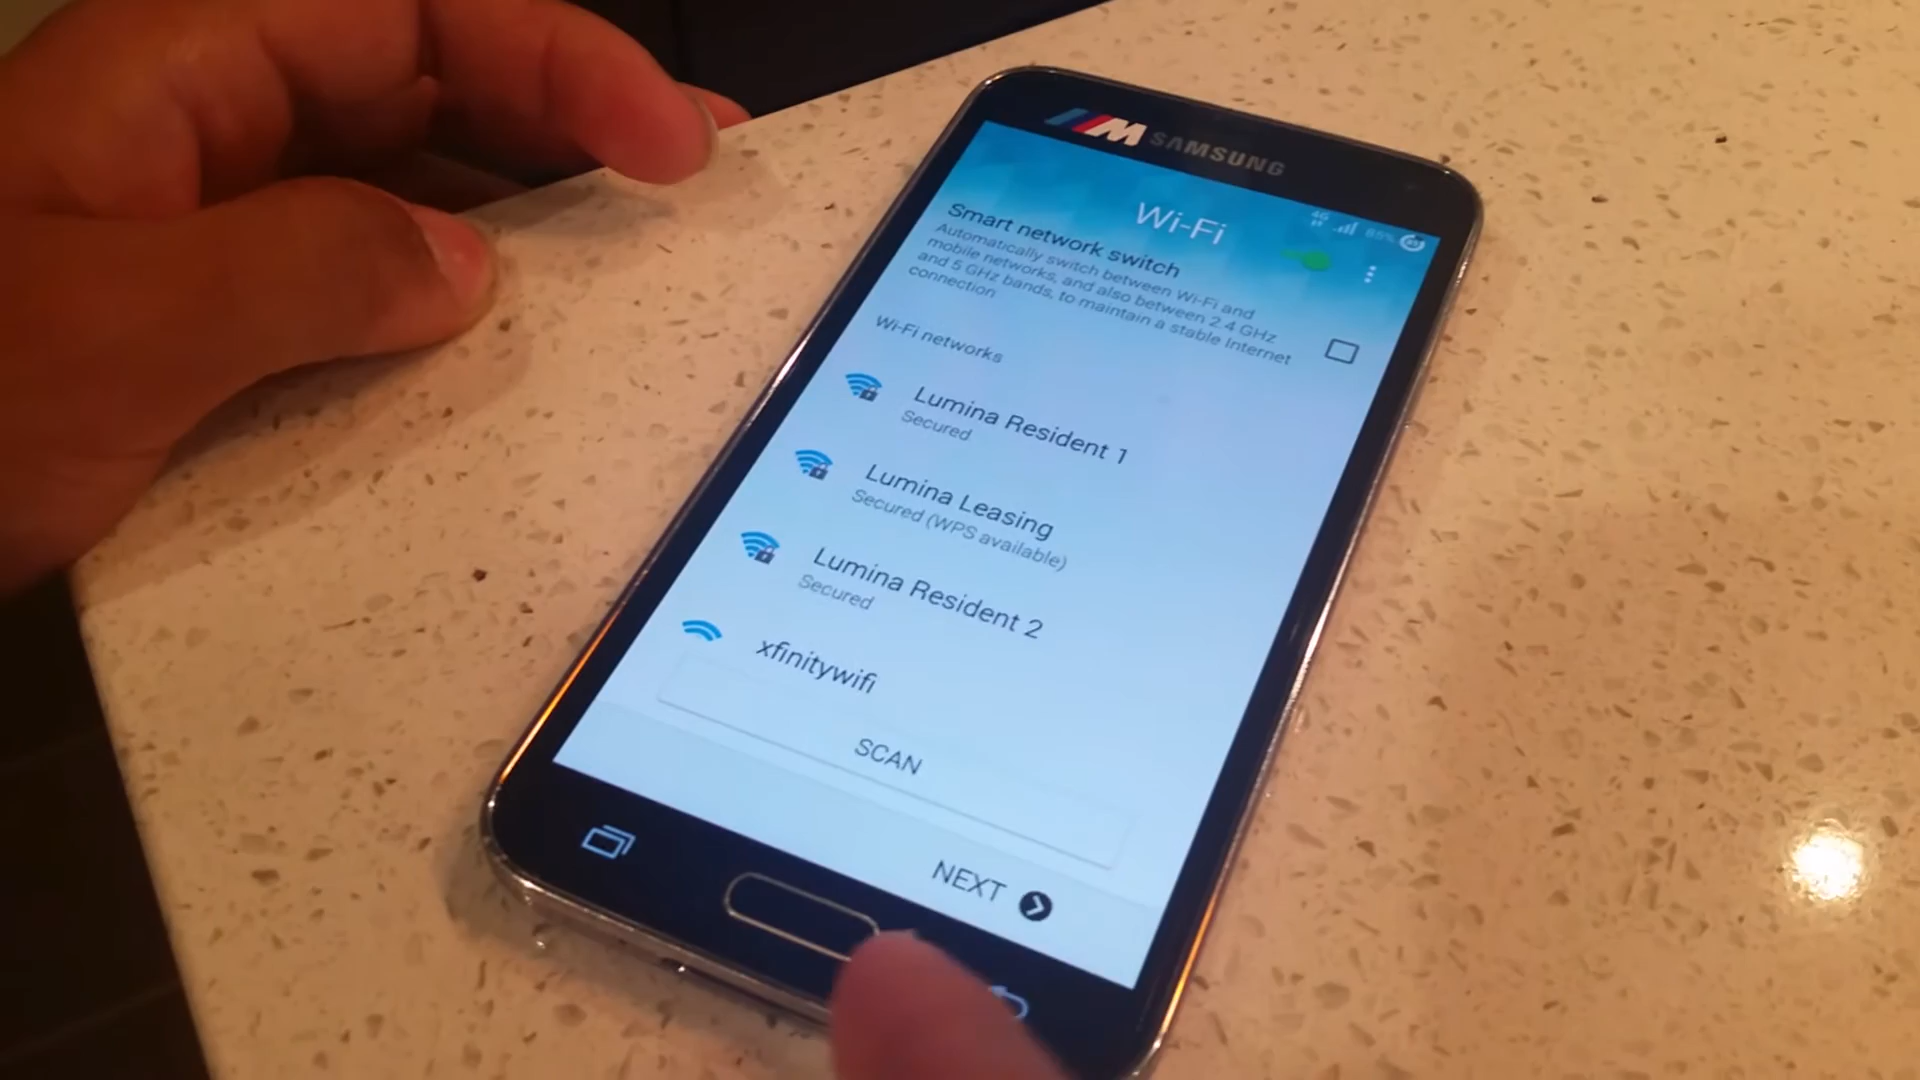 M SAMSUNG
4G 85%
Wi-Fi
Smart network switch
Automatically switch between Wi-Fi and
mobile networks, and also between 2.4 GHz
and 5 GHz bands, to maintain a stable Internet
connection
Wi-Fi networks
Lumina Resident 1
Secured
Lumina Leasing
Secured (WPS available)
Lumina Resident 2
Secured
xfinitywifi
SCAN
NEXT